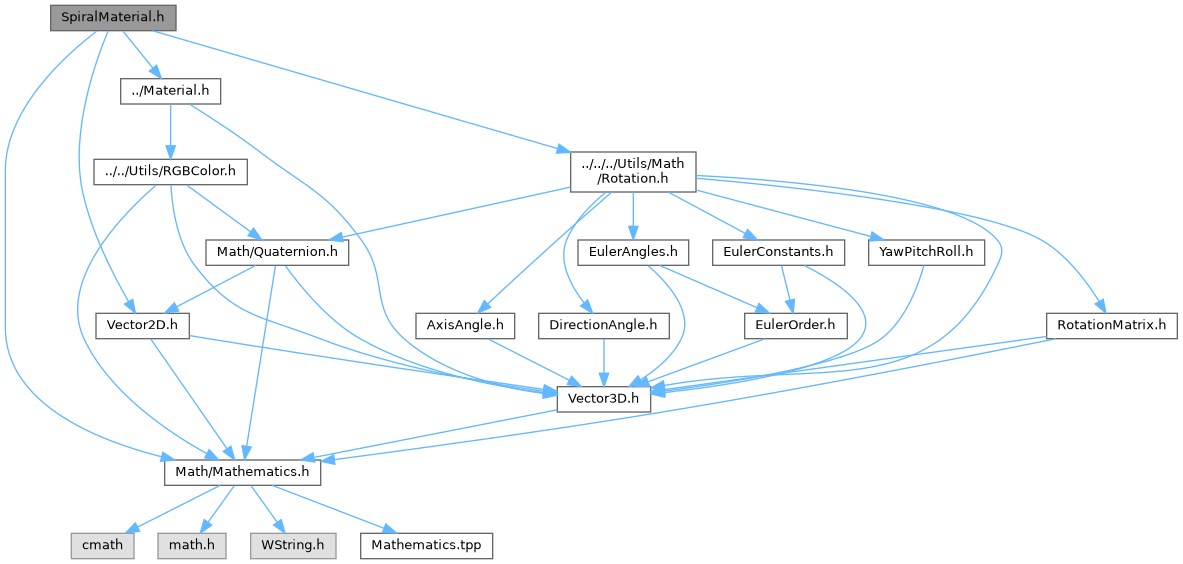 SpiralMaterial.h
../Material.h
../../../Utils/Math
/Rotation.h
../../Utils/RGBColor.h
Math/Quaternion.h
EulerAngles.h
EulerConstants.h
YawPitchRoll.h
Vector2D.h
AxisAngle.h
DirectionAngle.h
EulerOrder.h
RotationMatrix.h
Vector3D.h
Math/Mathematics.h
cmath
math.h
WString.h
Mathematics.tpp